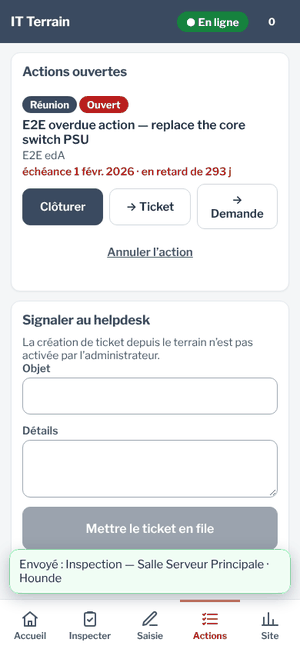 IT Terrain
En ligne
0
Actions ouvertes
Réunion
Ouvert
E2E overdue action — replace the core
switch PSU
E2E edA
échéance 1 févr. 2026 · en retard de 293 j
Clôturer
→ Ticket
→
Demande
Annuler l'action
Signaler au helpdesk
La création de ticket depuis le terrain n'est pas
activée par l'administrateur.
Objet
Détails
Mettre le ticket en file
Envoyé : Inspection — Salle Serveur Principale ·
Hounde
Accueil
Inspecter
Saisie
Actions
Site